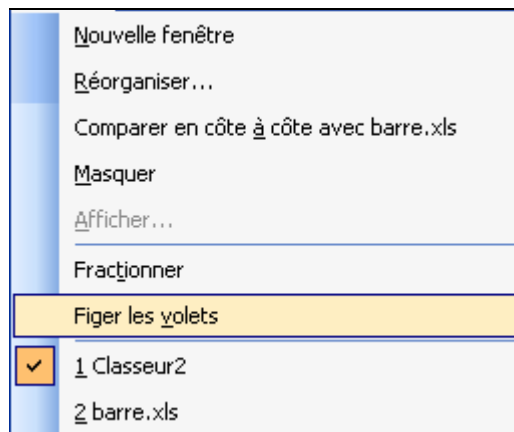 Nouvelle fenêtre
Réorganiser...
Comparer en côte à côte avec barre.xls
Masquer
Afficher...
Fractionner
Figer les volets
1 Classeur2
2 barre.xls